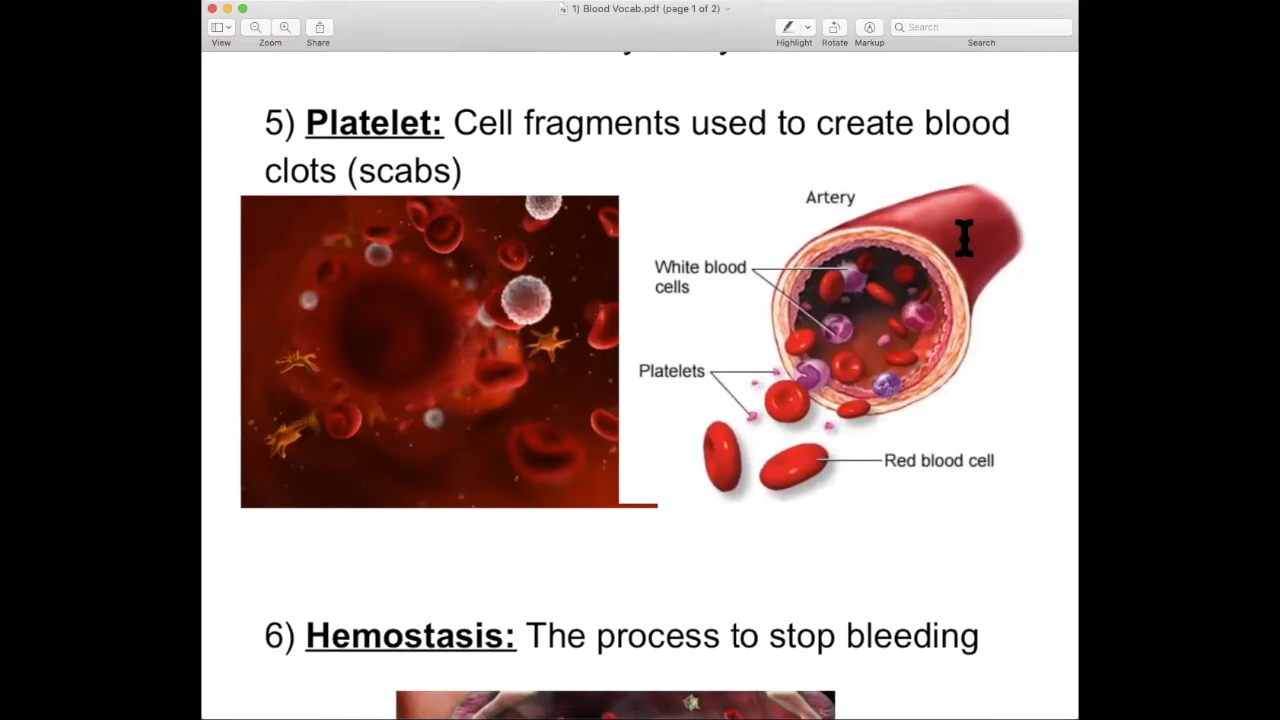 1) Blood Vocab.pdf (page 1 of 2)
View
Zoom
Share
Highlight
Rotate
Markup
Search
Search
5) Platelet: Cell fragments used to create blood
clots (scabs)
Artery
White blood
cells
Platelets
Red blood cell
6) Hemostasis: The process to stop bleeding